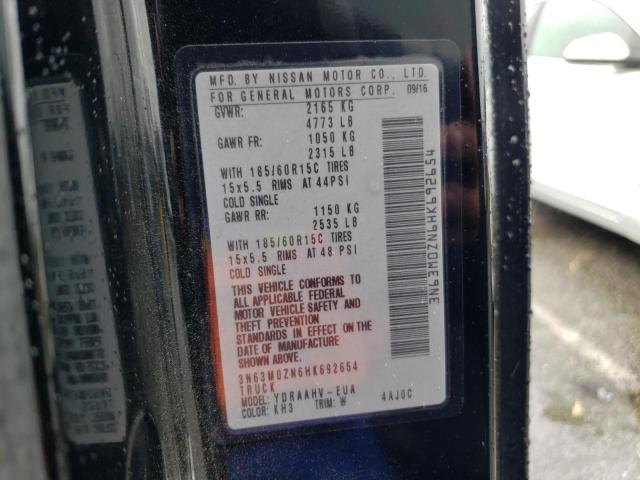 MFD. BY NISSAN MOTOR CO., LTD.
FOR GENERAL MOTORS CORP. 09/16
GVWR: 2165 KG
4773 LB
GAWR FR: 1050 KG
2315 LB
WITH 185/60R15C TIRES
15x5.5 RIMS AT 44PSI
COLD SINGLE
GAWR RR: 1150 KG
2535 LB
WITH 185/60R15C TIRES
15x5.5 RIMS AT 48 PSI
COLD SINGLE
THIS VEHICLE CONFORMS TO
ALL APPLICABLE FEDERAL
MOTOR VEHICLE SAFETY AND
THEFT PREVENTION
STANDARDS IN EFFECT ON THE
DATE OF MANUFACTURE
SHOWN ABOVE.
3N63M0ZN6HK692654
TRUCK
MODEL: YDRAAHV-EUA
COLOR: KH3 TRIM: W 4AJ0C
3N63M0ZN6HK692654